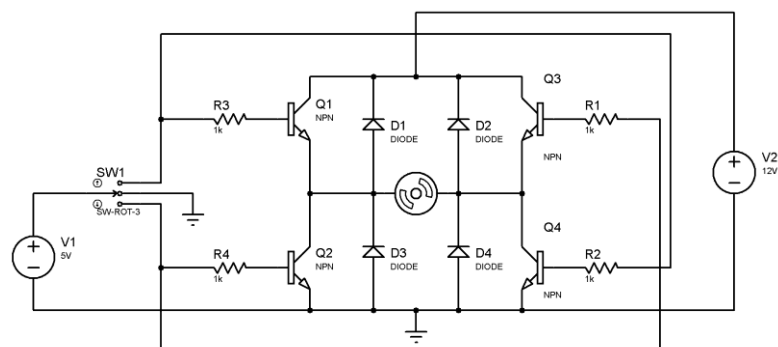 Q3
R3
1k
Q1
NPN
D1
DIODE
D2
DIODE
R1
1k
NPN
V2
12V
SW1
SW-ROT-3
V1
5V
R4
1k
Q2
NPN
D3
DIODE
D4
DIODE
Q4
NPN
R2
1k